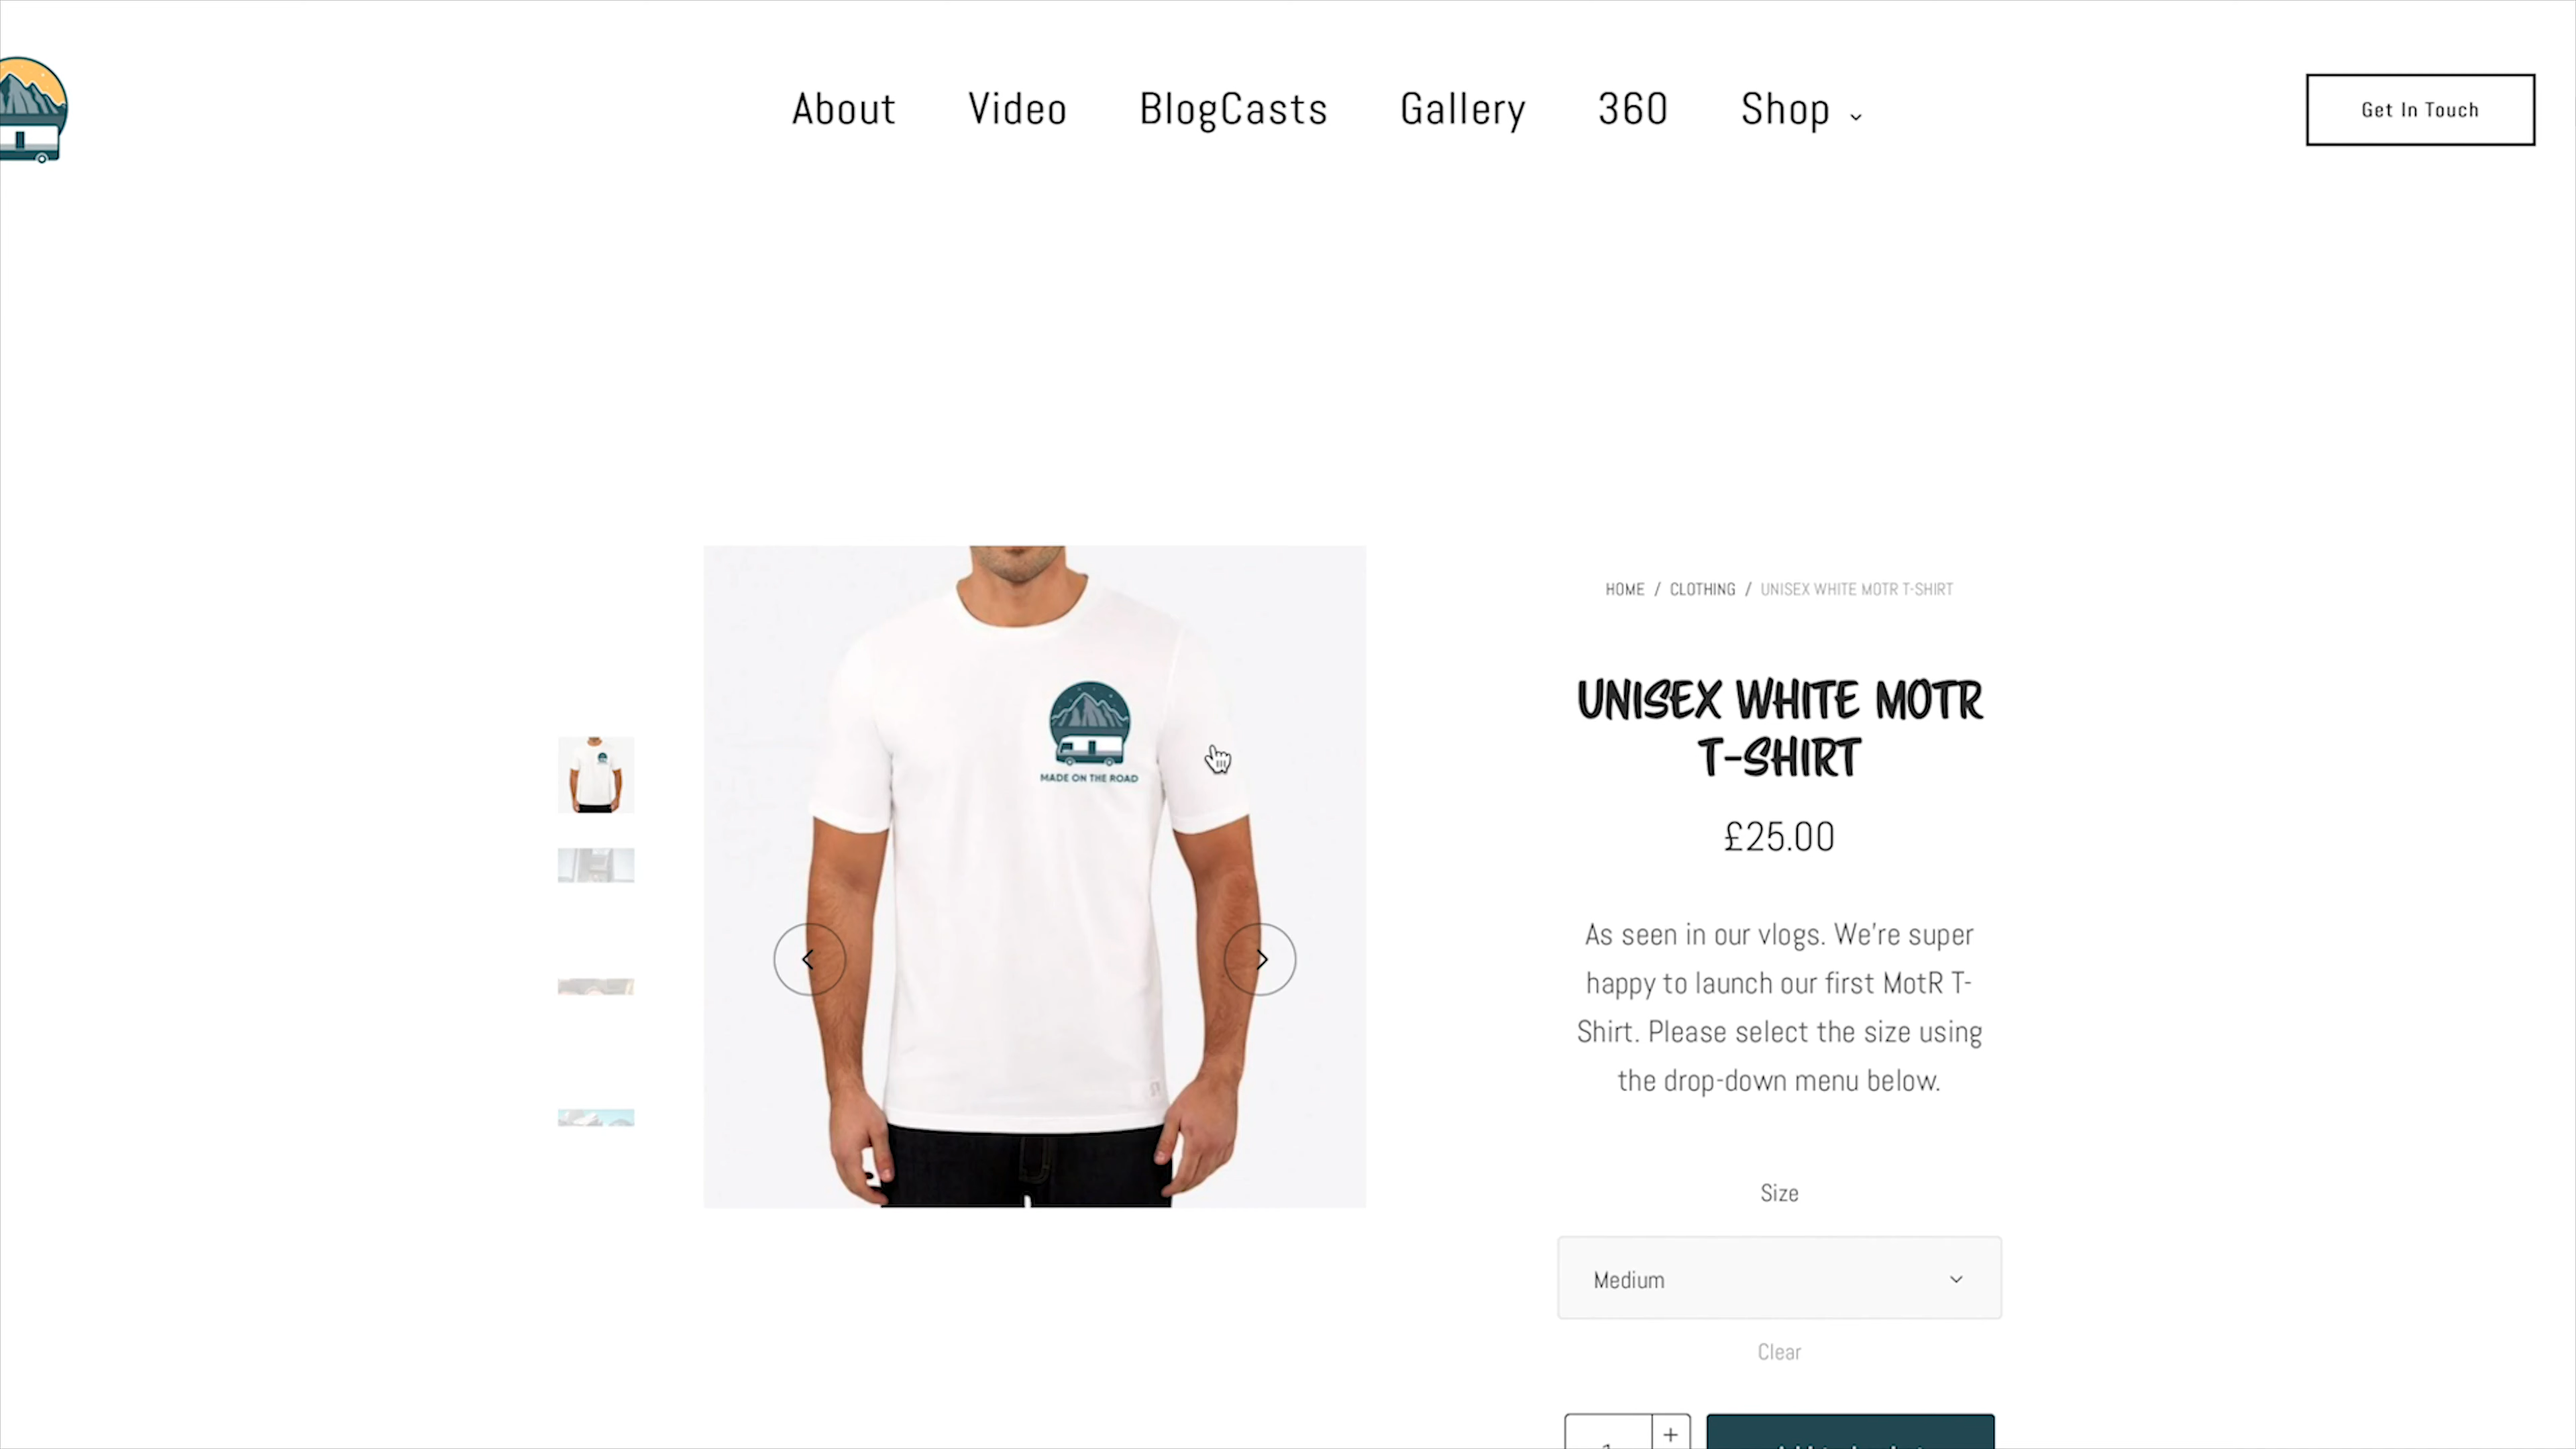 About Video BlogCasts Gallery 360 Shop
Get In Touch
MADE ON THE ROAD
HOME / CLOTHING / UNISEX WHITE MOTR T-SHIRT
UNISEX WHITE MOTR
T-SHIRT
£25.00
As seen in our vlogs. We're super
happy to launch our first MotR T-
Shirt. Please select the size using
the drop-down menu below.
Size
Medium
Clear
+